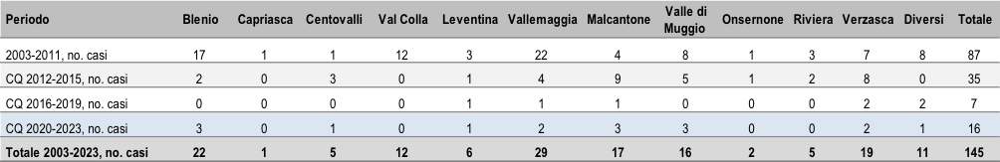 Periodo Blenio Capriasca Centovalli Val Colla Leventina Vallemaggia Malcantone Valle di Muggio Onsernone Riviera Verzasca Diversi Totale
2003-2011, no. casi 17 1 1 12 3 22 4 8 1 3 7 8 87
CQ 2012-2015, no. casi 2 0 3 0 1 4 9 5 1 2 8 0 35
CQ 2016-2019, no. casi 0 0 0 0 1 1 1 0 0 0 2 2 7
CQ 2020-2023, no. casi 3 0 1 0 1 2 3 3 0 0 2 1 16
Totale 2003-2023, no. casi 22 1 5 12 6 29 17 16 2 5 19 11 145